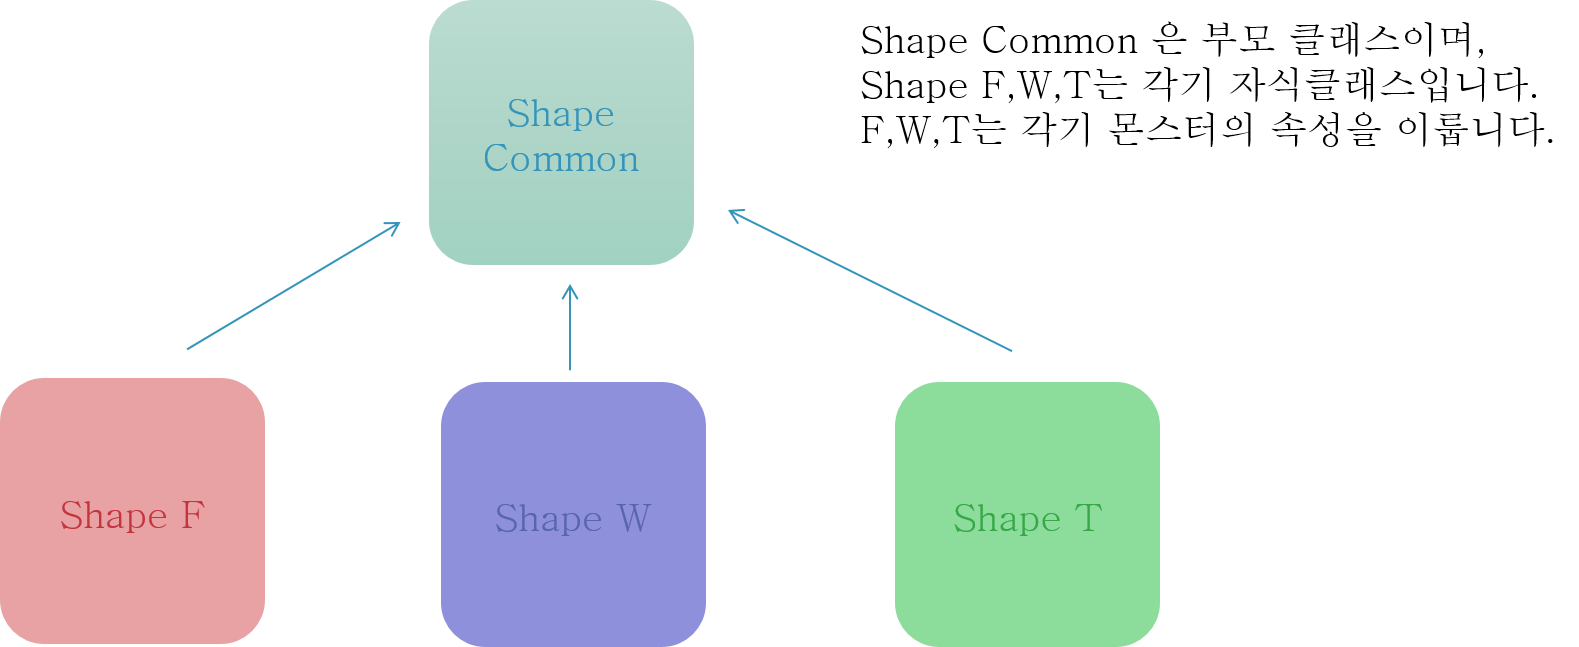 Shape
Common
Shape Common 은 부모 클래스이며,
Shape F,W,T는 각기 자식클래스입니다.
F,W,T는 각기 몬스터의 속성을 이룹니다.
Shape F
Shape W
Shape T